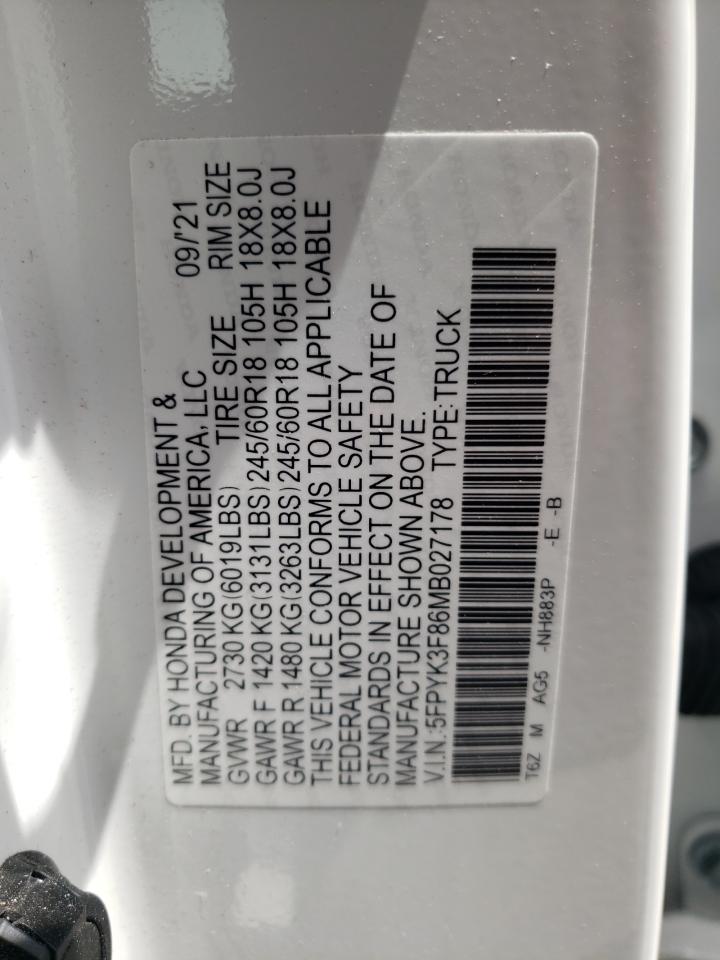 MFD. BY HONDA DEVELOPMENT &
MANUFACTURING OF AMERICA, LLC 09/'21
GVWR 2730 KG(6019LBS) TIRE SIZE RIM SIZE
GAWR F 1420 KG(3131LBS) 245/60R18 105H 18X8.0J
GAWR R 1480 KG(3263LBS) 245/60R18 105H 18X8.0J
THIS VEHICLE CONFORMS TO ALL APPLICABLE
FEDERAL MOTOR VEHICLE SAFETY
STANDARDS IN EFFECT ON THE DATE OF
MANUFACTURE SHOWN ABOVE.
V.I.N.:5FPYK3F86MB027178 TYPE:TRUCK
T6Z M AG5 -NH883P -E -B